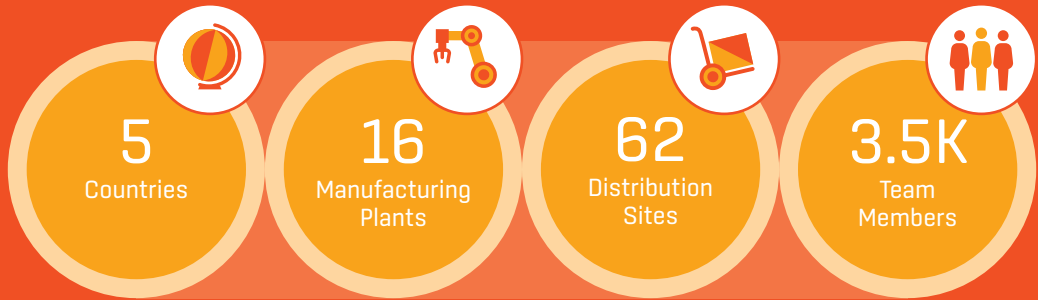 5
Countries
16
Manufacturing
Plants
62
Distribution
Sites
3.5K
Team
Members